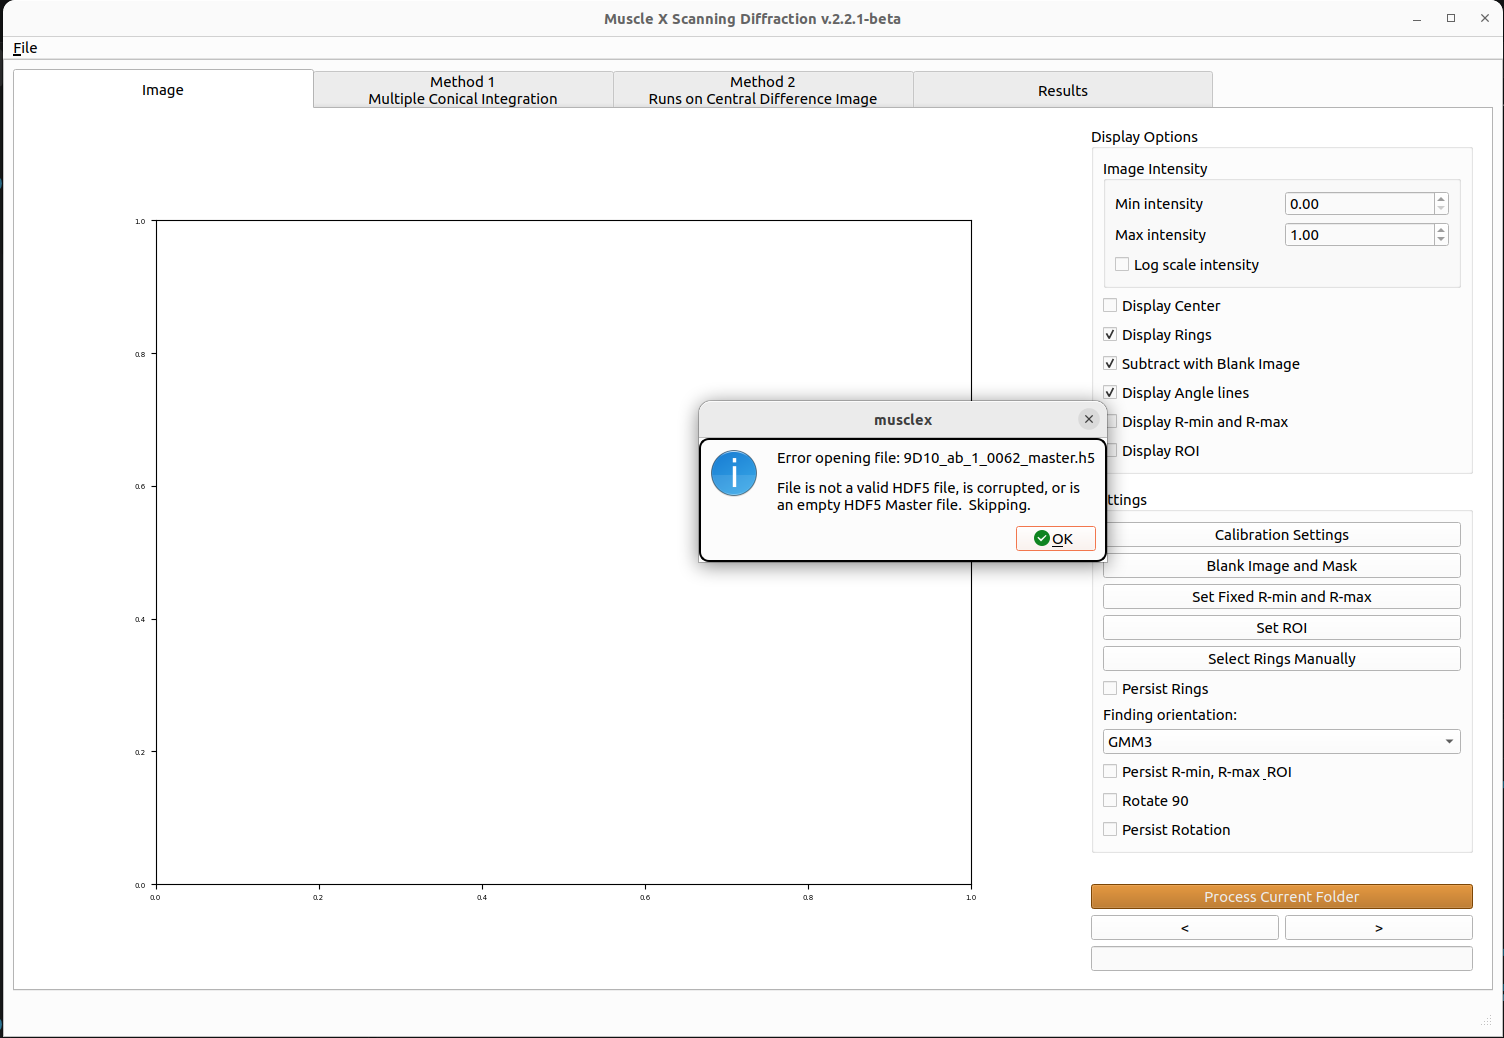 Muscle X Scanning Diffraction v.2.2.1-beta
File
Image
Method 1
Multiple Conical Integration
Method 2
Runs on Central Difference Image
Results
1.0
0.8
0.6
0.4
0.2
0.0
0.0
0.2
0.4
0.6
0.8
1.0
musclex
Error opening file: 9D10_ab_1_0062_master.h5
File is not a valid HDF5 file, is corrupted, or is
an empty HDF5 Master file.  Skipping.
OK
Display Options
Image Intensity
Min intensity
0.00
Max intensity
1.00
Log scale intensity
Display Center
Display Rings
Subtract with Blank Image
Display Angle lines
Display R-min and R-max
Display ROI
ttings
Calibration Settings
Blank Image and Mask
Set Fixed R-min and R-max
Set ROI
Select Rings Manually
Persist Rings
Finding orientation:
GMM3
Persist R-min, R-max _ROI
Rotate 90
Persist Rotation
Process Current Folder
<
>